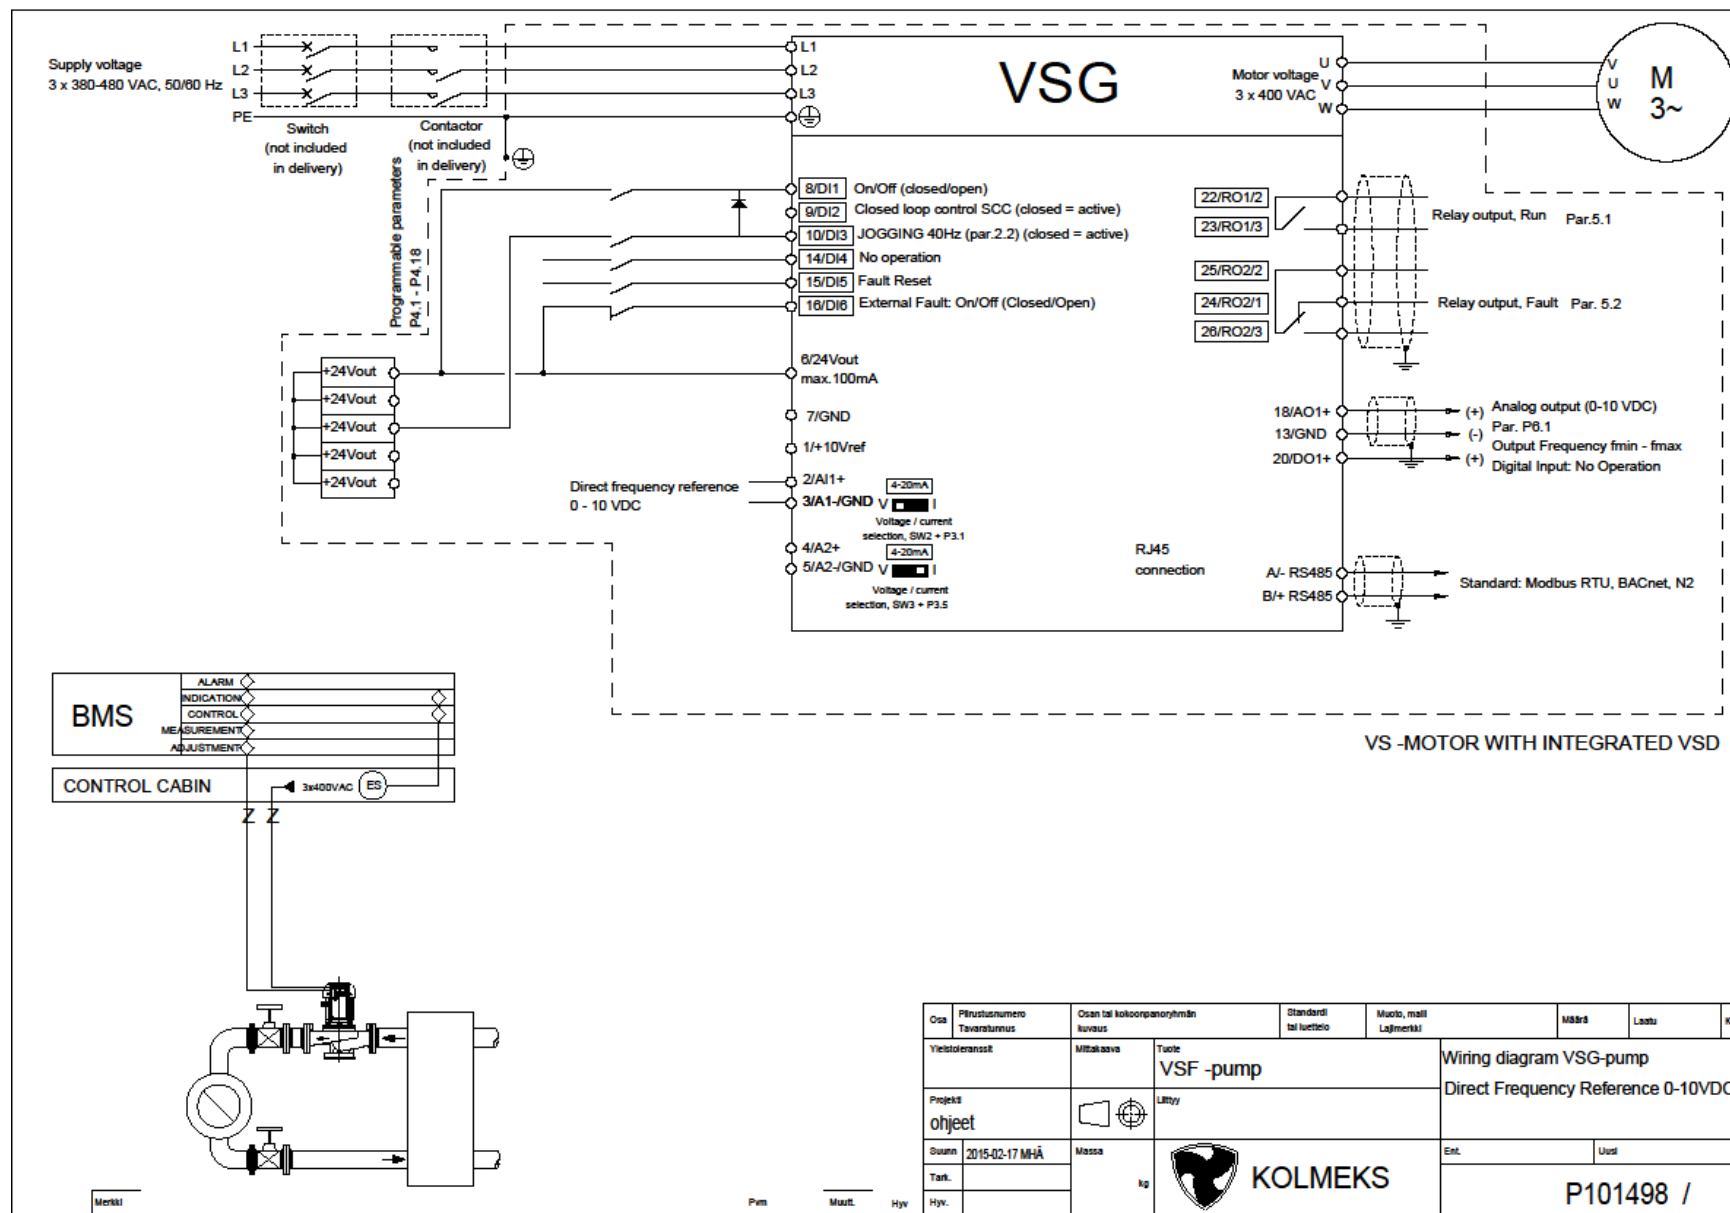 Supply voltage
3 x 380-480 VAC, 50/60 Hz
L1
L2
L3
PE
Switch
(not included
in delivery)
Contactor
(not included
in delivery)
Programmable parameters
P4.1 - P4.18
L1
L2
L3
VSG
Motor voltage
3 x 400 VAC
U
V
W
V
U
W
M
3~
8/DI1 On/Off (closed/open)
9/DI2 Closed loop control SCC (closed = active)
10/DI3 JOGGING 40Hz (par.2.2) (closed = active)
14/DI4 No operation
15/DI5 Fault Reset
16/DI6 External Fault: On/Off (Closed/Open)
22/RO1/2
23/RO1/3
Relay output, Run Par.5.1
25/RO2/2
24/RO2/1
26/RO2/3
Relay output, Fault Par. 5.2
+24Vout
+24Vout
+24Vout
+24Vout
+24Vout
6/24Vout
max.100mA
7/GND
1/+10Vref
Direct frequency reference
0 - 10 VDC
2/AI1+
3/A1-/GND
4-20mA
V I
Voltage / current
selection, SW2 + P3.1
4/A2+
5/A2-/GND
4-20mA
V I
Voltage / current
selection, SW3 + P3.5
18/AO1+
13/GND
20/DO1+
(+)
(-)
(+)
Analog output (0-10 VDC)
Par. P6.1
Output Frequency fmin - fmax
Digital Input: No Operation
RJ45
connection
A/- RS485
B/+ RS485
Standard: Modbus RTU, BACnet, N2
VS -MOTOR WITH INTEGRATED VSD
BMS
ALARM
INDICATION
CONTROL
MEASUREMENT
ADJUSTMENT
CONTROL CABIN
3x400VAC
ES
Z Z
Osa
Piirustusnumero
Tavaratunnus
Osan tai kokoonpanoryhmän
kuvaus
Standardi
tai luettelo
Muoto, malli
Lajimerkki
Määrä
Laatu
K
Yleistoleranssit
Mittakaava
Tuote
VSF -pump
Wiring diagram VSG-pump
Direct Frequency Reference 0-10VDC
Projekti
ohjeet
Liittyy
Suunn 2015-02-17 MHÄ
Massa
kg
Tark.
Hyv.
KOLMEKS
Ent.
Uusi
P101498 /
Merkki
Pvm
Muutt.
Hyv